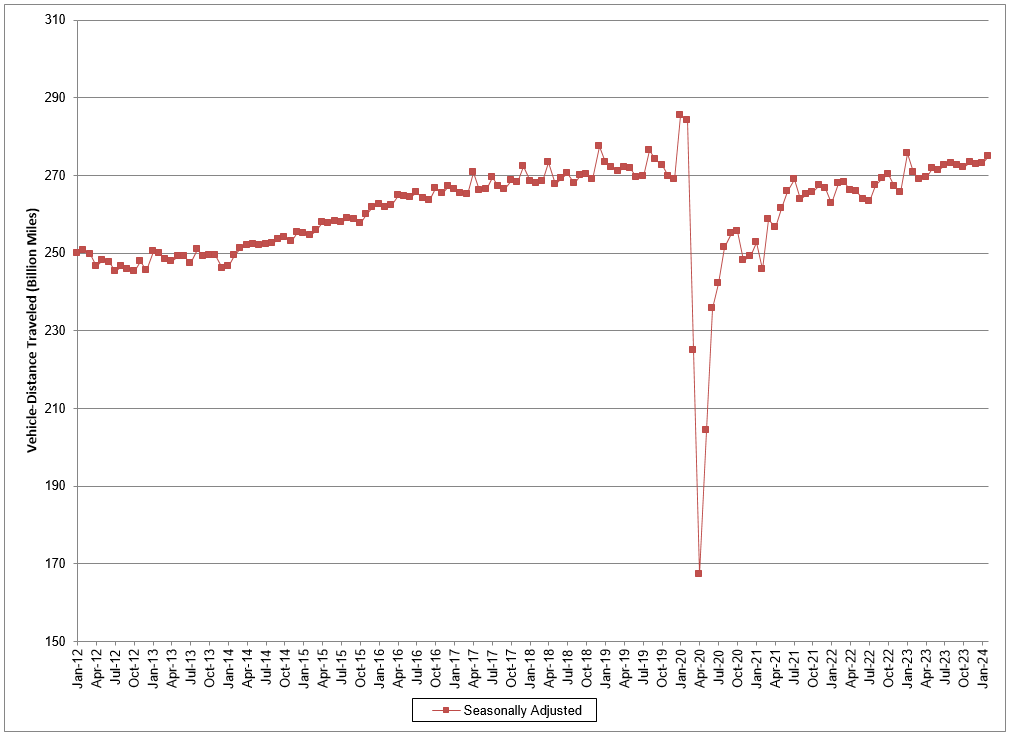 310
290
270
250
230
210
190
170
150
Vehicle-Distance Traveled (Billion Miles)
Jan-12
Apr-12
Jul-12
Oct-12
Jan-13
Apr-13
Jul-13
Oct-13
Jan-14
Apr-14
Jul-14
Oct-14
Jan-15
Apr-15
Jul-15
Oct-15
Jan-16
Apr-16
Jul-16
Oct-16
Jan-17
Apr-17
Jul-17
Oct-17
Jan-18
Apr-18
Jul-18
Oct-18
Jan-19
Apr-19
Jul-19
Oct-19
Jan-20
Apr-20
Jul-20
Oct-20
Jan-21
Apr-21
Jul-21
Oct-21
Jan-22
Apr-22
Jul-22
Oct-22
Jan-23
Apr-23
Jul-23
Oct-23
Jan-24
Seasonally Adjusted